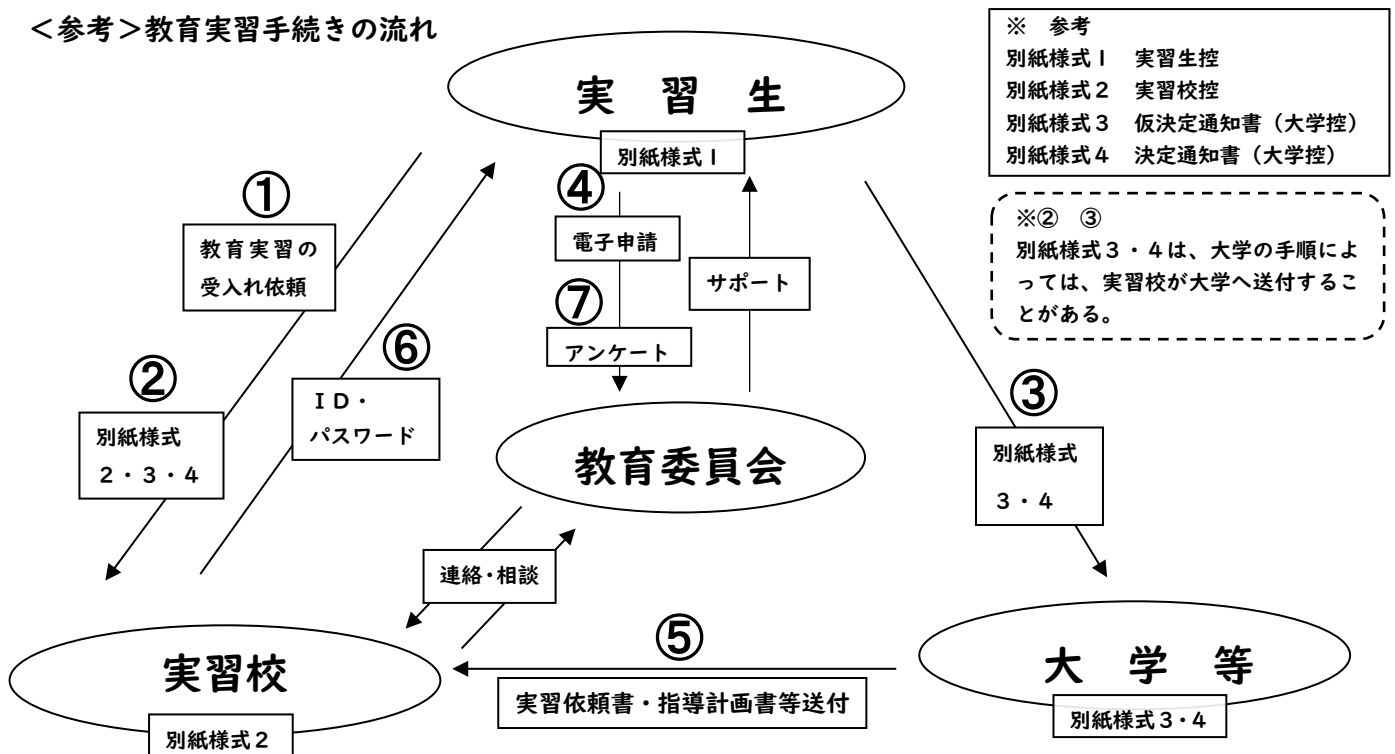 ＜参考＞教育実習手続きの流れ
※　参考
別紙様式１　実習生控
別紙様式２　実習校控
別紙様式３　仮決定通知書（大学控）
別紙様式４　決定通知書（大学控）
実　習　生
別紙様式１
※②　③
別紙様式３・４は、大学の手順によ
っては、実習校が大学へ送付するこ
とがある。
①
教育実習の
受入れ依頼
④
電子申請
サポート
⑦
アンケート
⑥
ＩＤ・
パスワード
②
別紙様式
２・３・４
③
別紙様式
３・４
教育委員会
連絡・相談
⑤
実習依頼書・指導計画書等送付
実習校
別紙様式２
大　学　等
別紙様式３・４